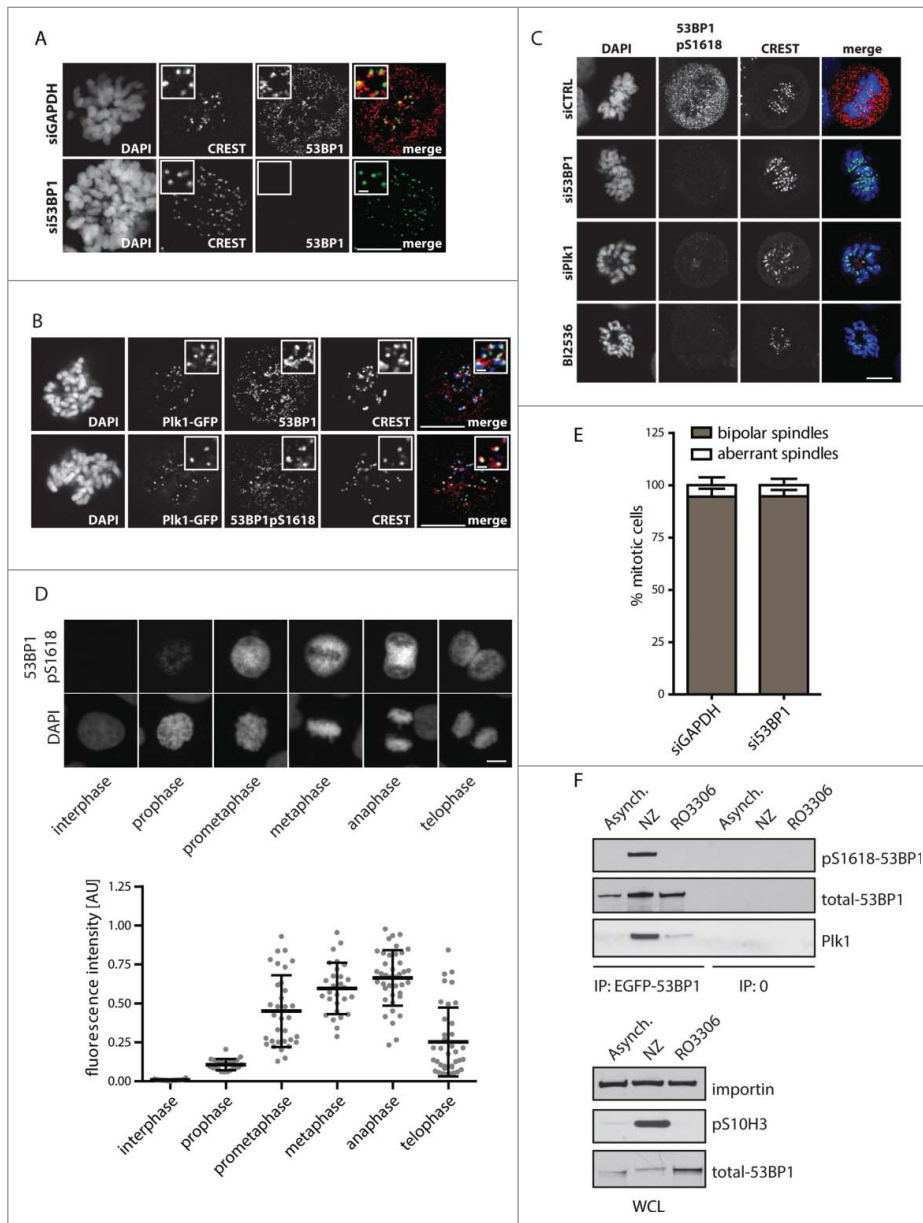 A
siGAPDH
DAPI
CREST
53BP1
merge
si53BP1
DAPI
CREST
53BP1
merge
B
DAPI
Plk1-GFP
53BP1
CREST
merge
DAPI
Plk1-GFP
53BP1pS1618
CREST
merge
C
DAPI
53BP1
pS1618
CREST
merge
siCTRL
si53BP1
siPlk1
BI2536
D
53BP1
pS1618
DAPI
interphase
prophase
prometaphase
metaphase
anaphase
telophase
fluorescence intensity [AU]
1.25
1.00
0.75
0.50
0.25
0.00
interphase
prophase
prometaphase
metaphase
anaphase
telophase
E
bipolar spindles
aberrant spindles
% mitotic cells
125
100
75
50
25
0
siGAPDH
si53BP1
F
Asynch. NZ RO3306 Asynch. NZ RO3306
pS1618-53BP1
total-53BP1
Plk1
IP: EGFP-53BP1 IP: 0
Asynch. NZ RO3306
importin
pS10H3
total-53BP1
WCL